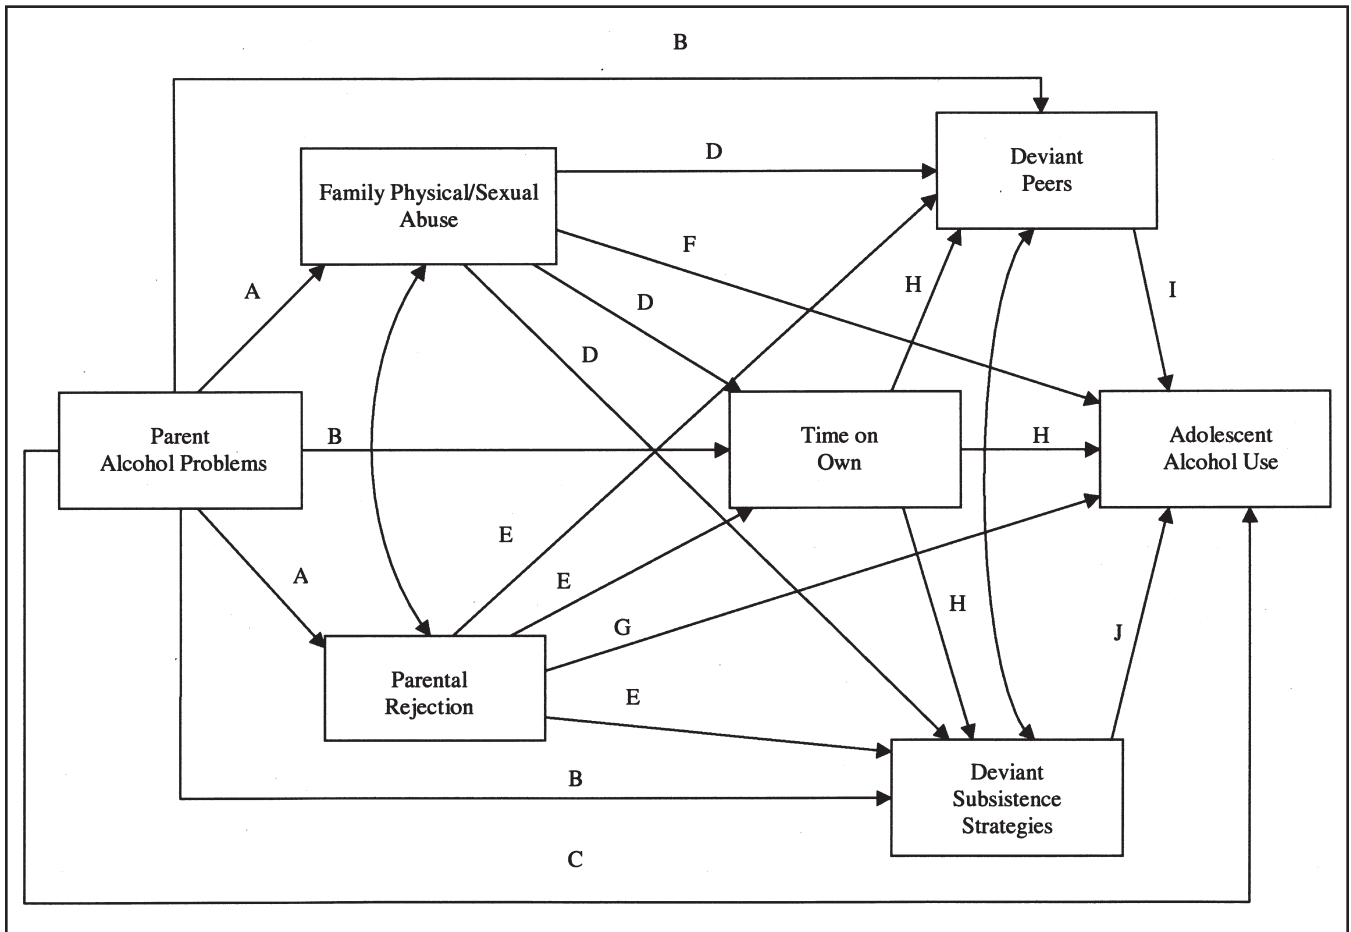 B
D
Deviant
Peers
Family Physical/Sexual
Abuse
F
H
A
D
I
D
Parent
Alcohol Problems
B
Time on
Own
H
Adolescent
Alcohol Use
E
A
E
H
G
J
Parental
Rejection
E
B
Deviant
Subsistence
Strategies
C